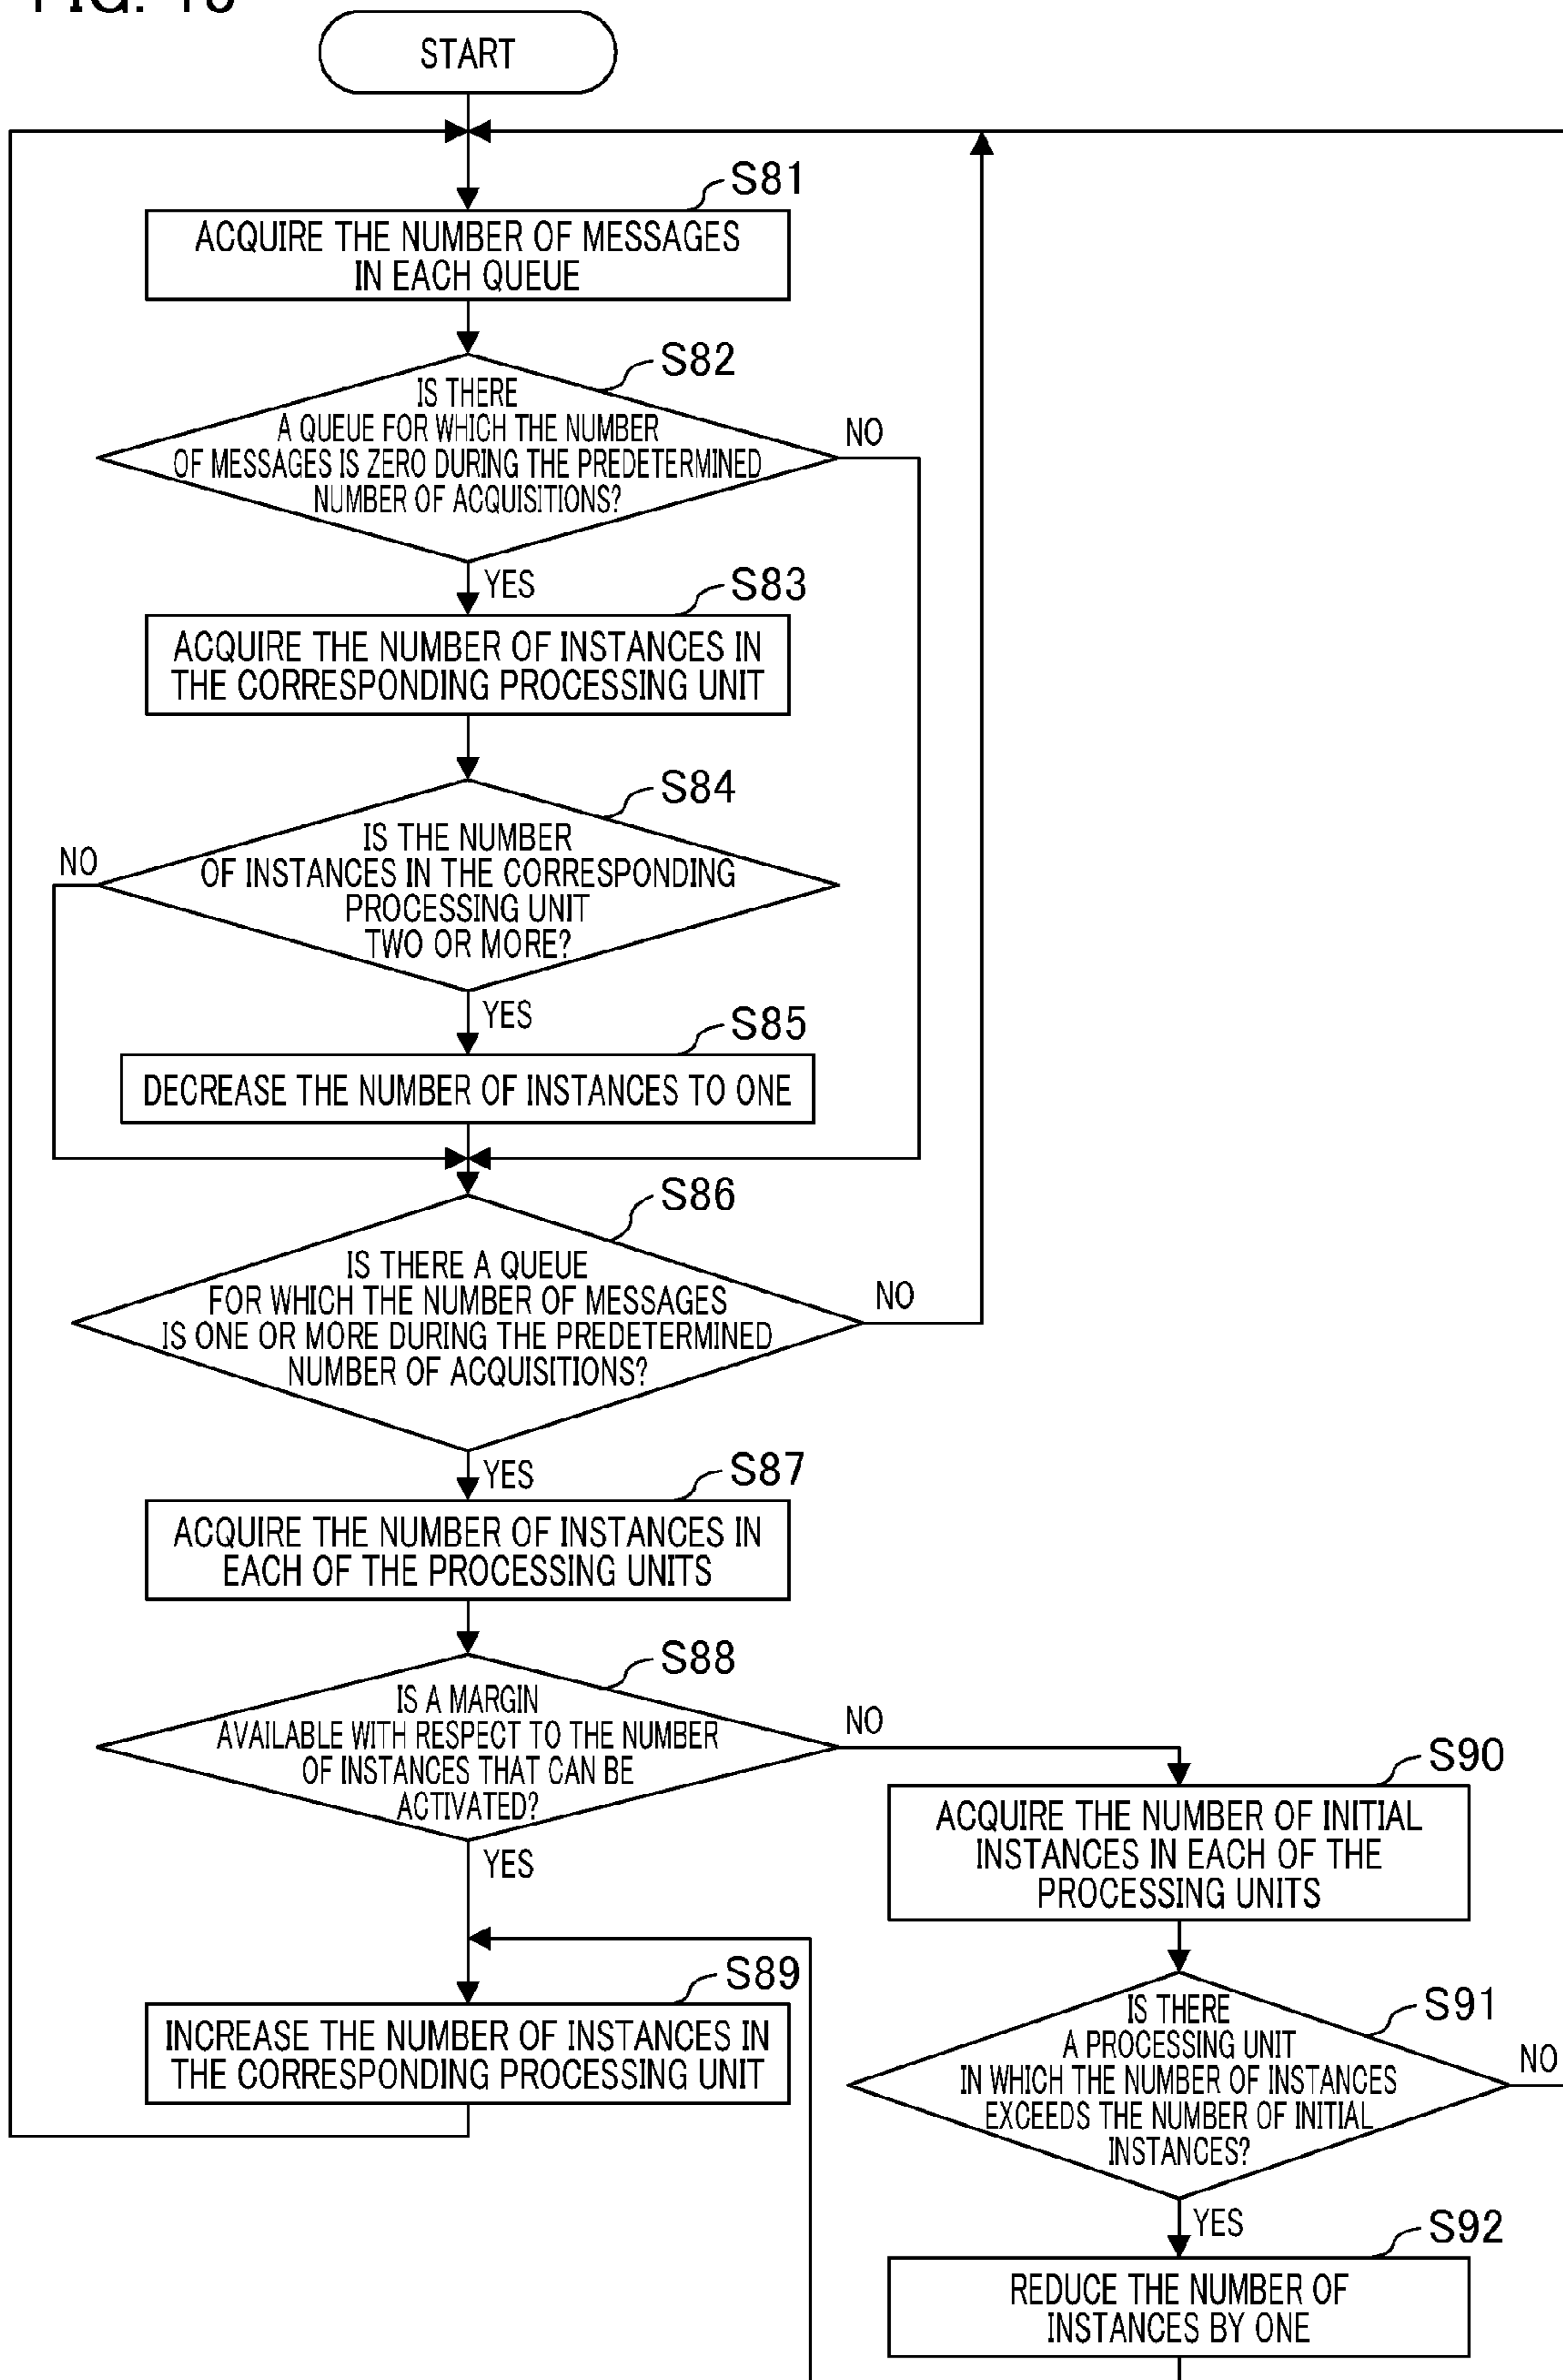 START
S81
ACQUIRE THE NUMBER OF MESSAGES
IN EACH QUEUE
S82
IS THERE
A QUEUE FOR WHICH THE NUMBER
OF MESSAGES IS ZERO DURING THE PREDETERMINED
NUMBER OF ACQUISITIONS?
NO
YES
S83
ACQUIRE THE NUMBER OF INSTANCES IN
THE CORRESPONDING PROCESSING UNIT
S84
IS THE NUMBER
OF INSTANCES IN THE CORRESPONDING
PROCESSING UNIT
TWO OR MORE?
NO
YES
S85
DECREASE THE NUMBER OF INSTANCES TO ONE
S86
IS THERE A QUEUE
FOR WHICH THE NUMBER OF MESSAGES
IS ONE OR MORE DURING THE PREDETERMINED
NUMBER OF ACQUISITIONS?
NO
YES
S87
ACQUIRE THE NUMBER OF INSTANCES IN
EACH OF THE PROCESSING UNITS
S88
IS A MARGIN
AVAILABLE WITH RESPECT TO THE NUMBER
OF INSTANCES THAT CAN BE
ACTIVATED?
NO
YES
S89
INCREASE THE NUMBER OF INSTANCES IN
THE CORRESPONDING PROCESSING UNIT
S90
ACQUIRE THE NUMBER OF INITIAL
INSTANCES IN EACH OF THE
PROCESSING UNITS
S91
IS THERE
A PROCESSING UNIT
IN WHICH THE NUMBER OF INSTANCES
EXCEEDS THE NUMBER OF INITIAL
INSTANCES?
NO
YES
S92
REDUCE THE NUMBER OF
INSTANCES BY ONE